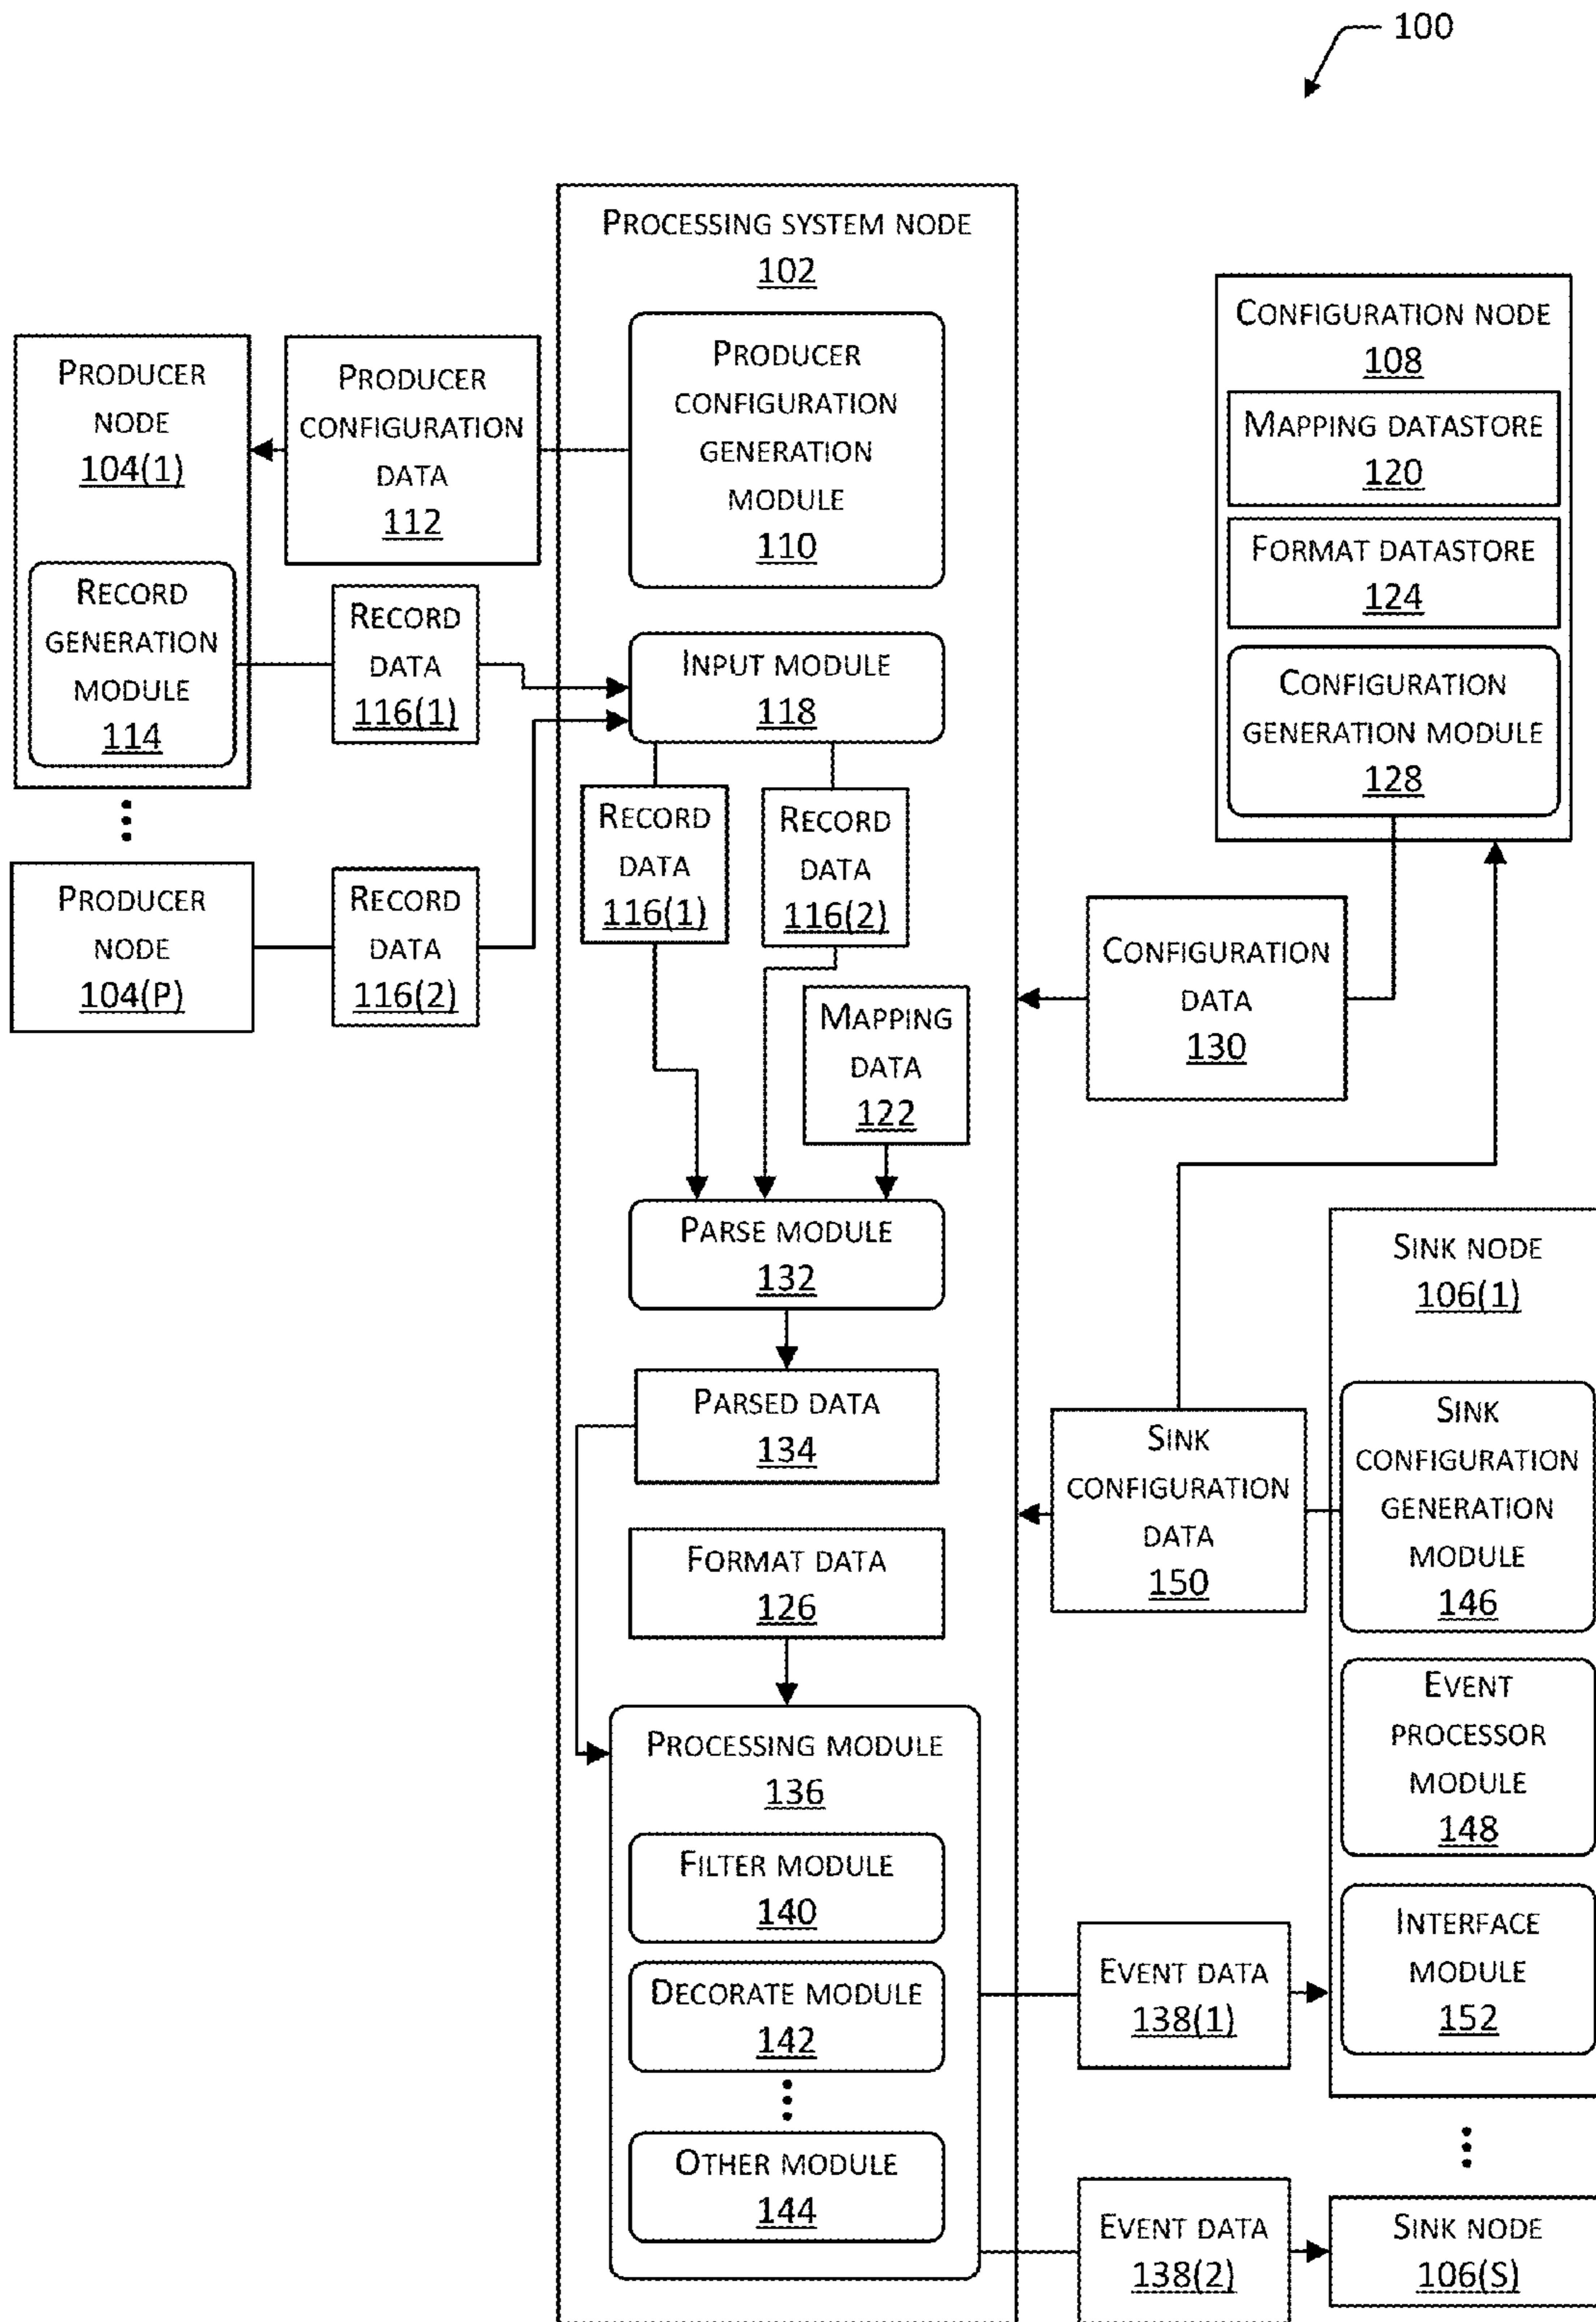 100
PROCESSING SYSTEM NODE
102
PRODUCER
CONFIGURATION
GENERATION
MODULE
110
PRODUCER
NODE
104(1)
PRODUCER
CONFIGURATION
DATA
112
RECORD
GENERATION
MODULE
114
RECORD
DATA
116(1)
INPUT MODULE
118
PRODUCER
NODE
104(P)
RECORD
DATA
116(2)
RECORD
DATA
116(1)
RECORD
DATA
116(2)
MAPPING
DATA
122
PARSE MODULE
132
PARSED DATA
134
FORMAT DATA
126
PROCESSING MODULE
136
FILTER MODULE
140
DECORATE MODULE
142
OTHER MODULE
144
CONFIGURATION NODE
108
MAPPING DATASTORE
120
FORMAT DATASTORE
124
CONFIGURATION
GENERATION MODULE
128
CONFIGURATION
DATA
130
SINK NODE
106(1)
SINK
CONFIGURATION
GENERATION
MODULE
146
SINK
CONFIGURATION
DATA
150
EVENT
PROCESSOR
MODULE
148
INTERFACE
MODULE
152
EVENT DATA
138(1)
EVENT DATA
138(2)
SINK NODE
106(S)